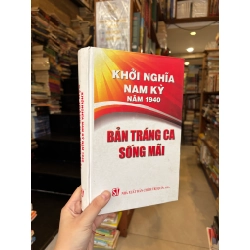 KHỞI NGHĨA
NAM KỲ
NĂM 1940
BẢN TRÁNG CA
SỐNG MÃI